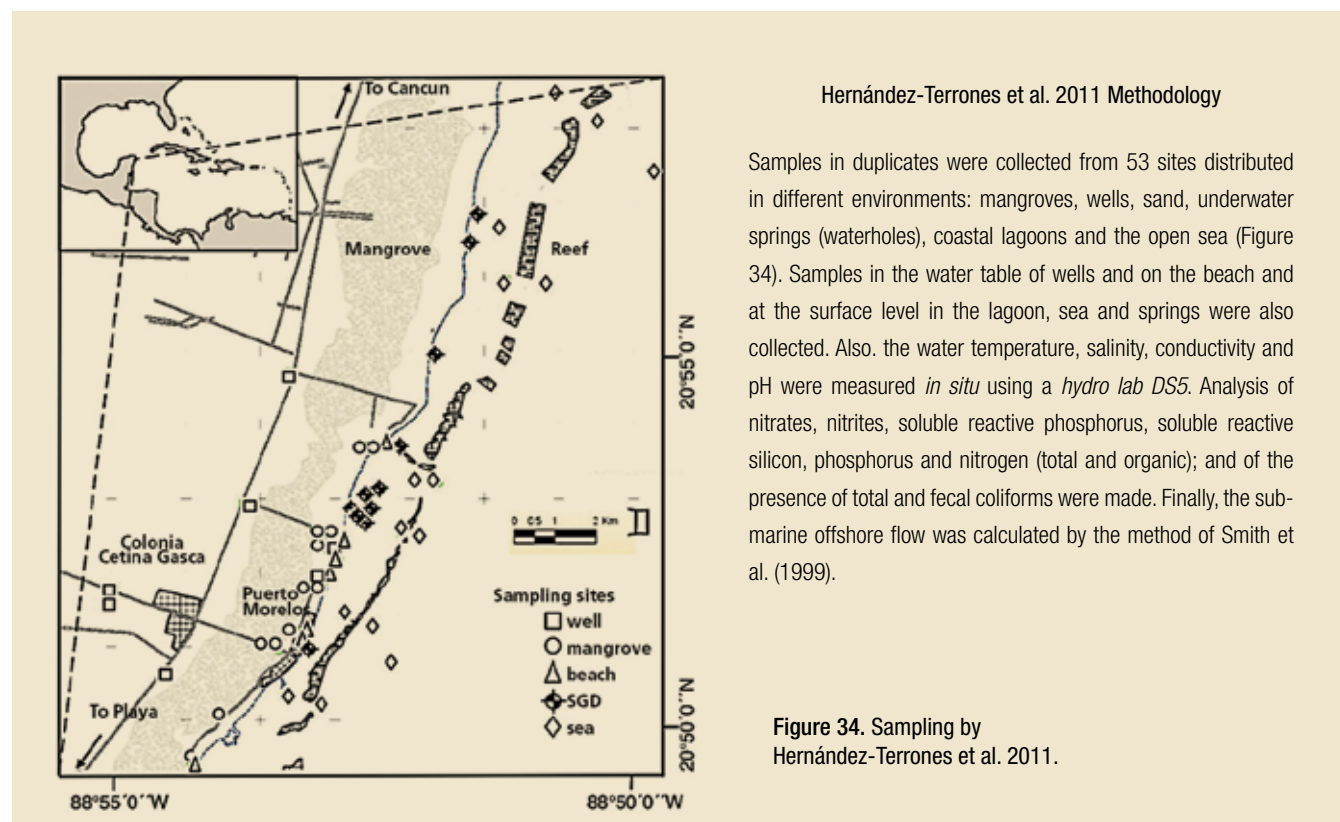 To Cancun
Mangrove
Reef
20°55'0"N
0 05 1 2 Km
Colonia
Cetina Gasca
Puerto
Morelos
Sampling sites
well
mangrove
beach
SGD
sea
To Playa
20°50'0"N
88°55'0"W
88°50'0"W
Hernández-Terrones et al. 2011 Methodology
Samples in duplicates were collected from 53 sites distributed
in different environments: mangroves, wells, sand, underwater
springs (waterholes), coastal lagoons and the open sea (Figure
34). Samples in the water table of wells and on the beach and
at the surface level in the lagoon, sea and springs were also
collected. Also. the water temperature, salinity, conductivity and
pH were measured in situ using a hydro lab DS5. Analysis of
nitrates, nitrites, soluble reactive phosphorus, soluble reactive
silicon, phosphorus and nitrogen (total and organic); and of the
presence of total and fecal coliforms were made. Finally, the sub-
marine offshore flow was calculated by the method of Smith et
al. (1999).
Figure 34. Sampling by
Hernández-Terrones et al. 2011.